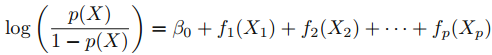 log ( p(X) / (1 − p(X)) ) = β₀ + f₁(X₁) + f₂(X₂) + ··· + fₚ(Xₚ)